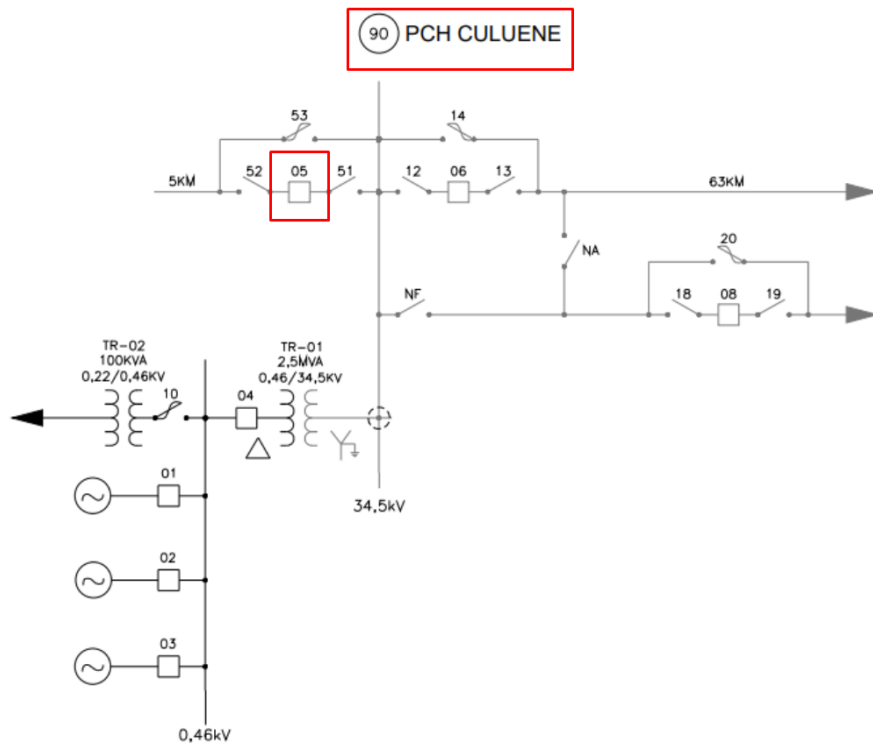 90 PCH CULUENE
53
14
5KM
52
05
51
12
06
13
63KM
NA
20
NF
18
08
19
TR-02
100KVA
0,22/0,46KV
10
04
TR-01
2,5MVA
0,46/34,5KV
01
34,5kV
02
03
0,46kV